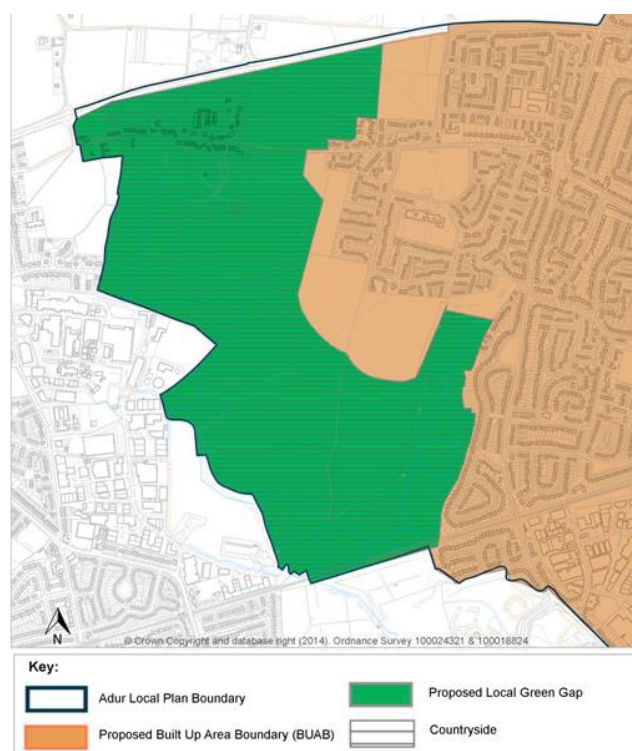 N
© Crown Copyright and database right (2014). Ordnance Survey 100024321 & 100018824
Key:
Adur Local Plan Boundary
Proposed Local Green Gap
Proposed Built Up Area Boundary (BUAB)
Countryside